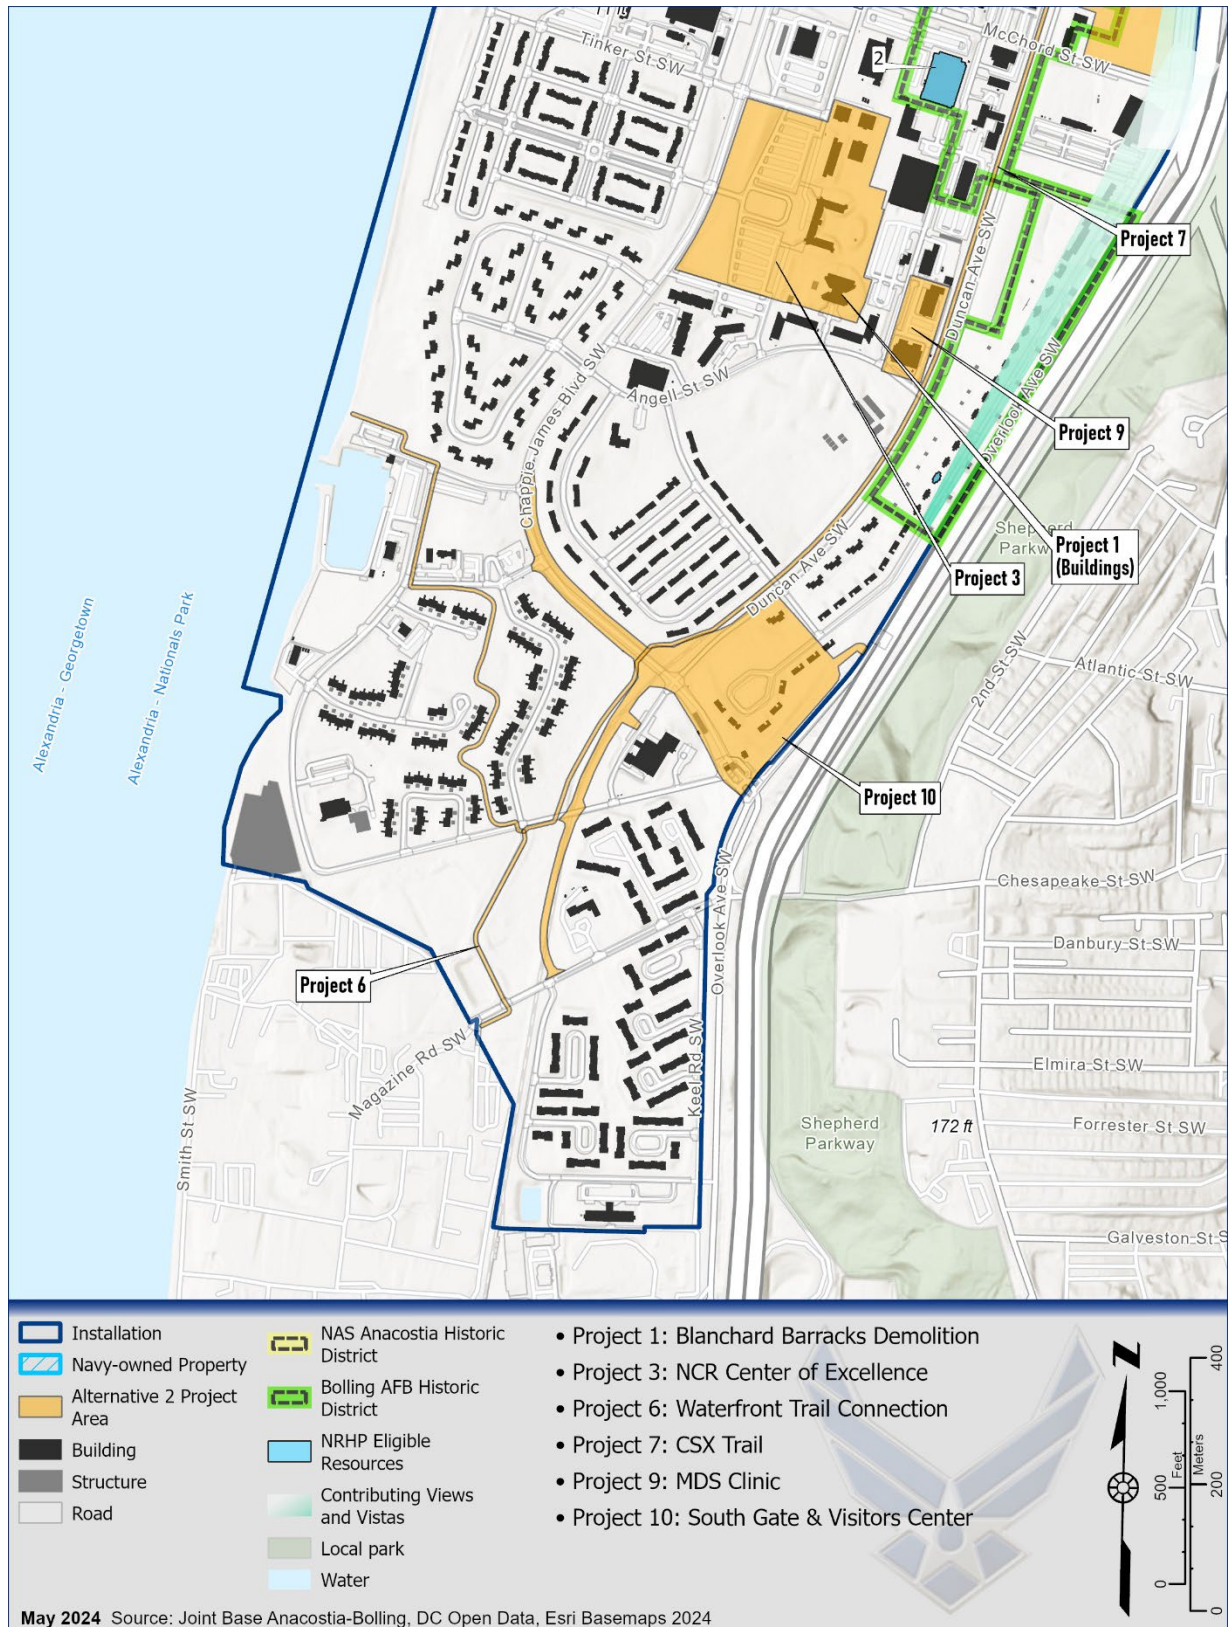 Tinker St SW
McChord St SW
2
Project 7
Duncan Ave SW
Chappie James Blvd SW
Angell St SW
Overlook Ave SW
Project 9
Shepherd
Parkway
Project 1
(Buildings)
Project 3
Duncan Ave SW
2nd St SW
Atlantic St SW
Alexandria - Georgetown
Alexandria - Nationals Park
Project 10
Overlook Ave SW
Chesapeake St SW
Danbury St SW
Project 6
Magazine Rd SW
Keel Rd SW
Elmira St SW
Smith St SW
Shepherd
Parkway
172 ft
Forrester St SW
Galveston St S
Installation
Navy-owned Property
Alternative 2 Project
Area
Building
Structure
Road
NAS Anacostia Historic
District
Bolling AFB Historic
District
NRHP Eligible
Resources
Contributing Views
and Vistas
Local park
Water
• Project 1: Blanchard Barracks Demolition
• Project 3: NCR Center of Excellence
• Project 6: Waterfront Trail Connection
• Project 7: CSX Trail
• Project 9: MDS Clinic
• Project 10: South Gate & Visitors Center
N
0 500 1,000
Feet
Meters
0 200 400
May 2024 Source: Joint Base Anacostia-Bolling, DC Open Data, Esri Basemaps 2024